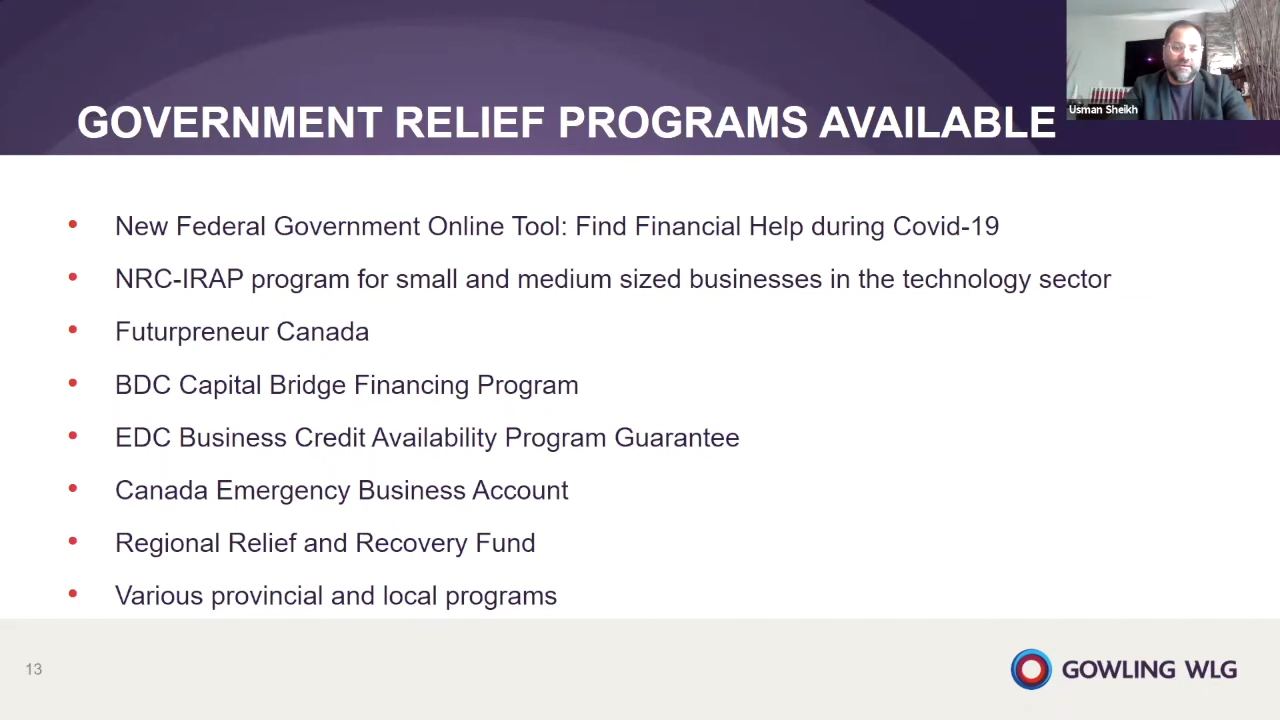 GOVERNMENT RELIEF PROGRAMS AVAILABLE
Usman Sheikh
• New Federal Government Online Tool: Find Financial Help during Covid-19
• NRC-IRAP program for small and medium sized businesses in the technology sector
• Futurpreneur Canada
• BDC Capital Bridge Financing Program
• EDC Business Credit Availability Program Guarantee
• Canada Emergency Business Account
• Regional Relief and Recovery Fund
• Various provincial and local programs
13
GOWLING WLG